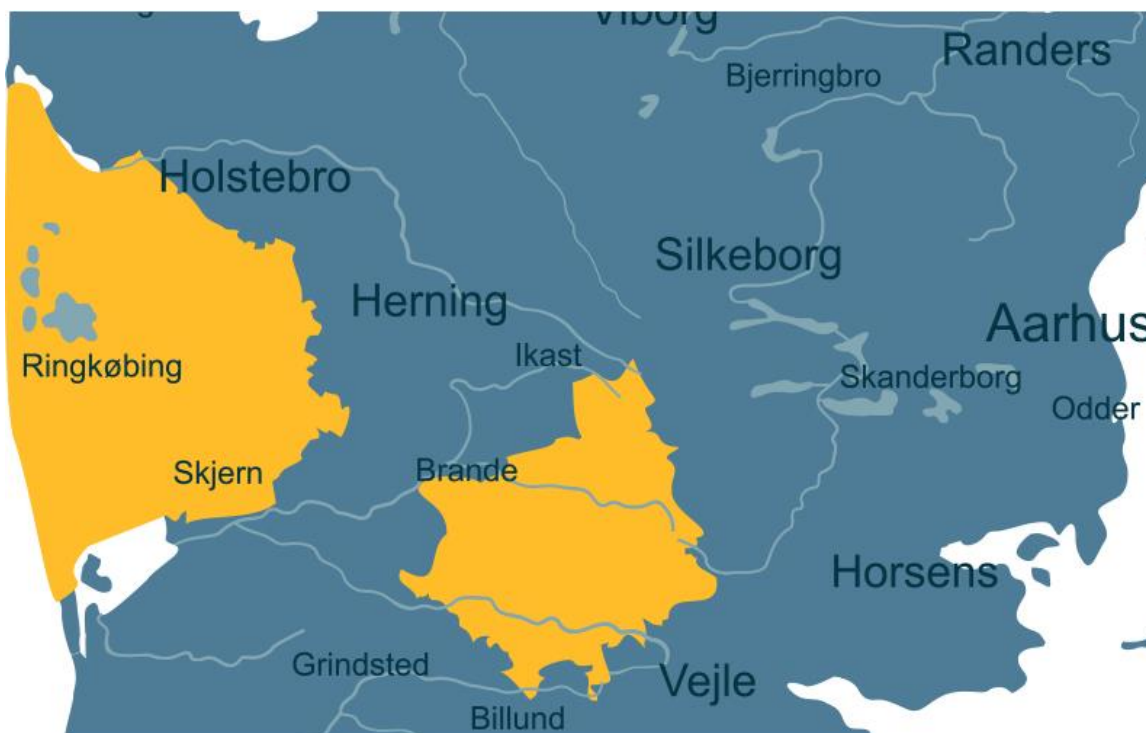 Viborg
Randers
Bjerringbro
Holstebro
Silkeborg
Herning
Aarhus
Ikast
Ringkøbing
Skanderborg
Odder
Skjern
Brande
Horsens
Grindsted
Vejle
Billund